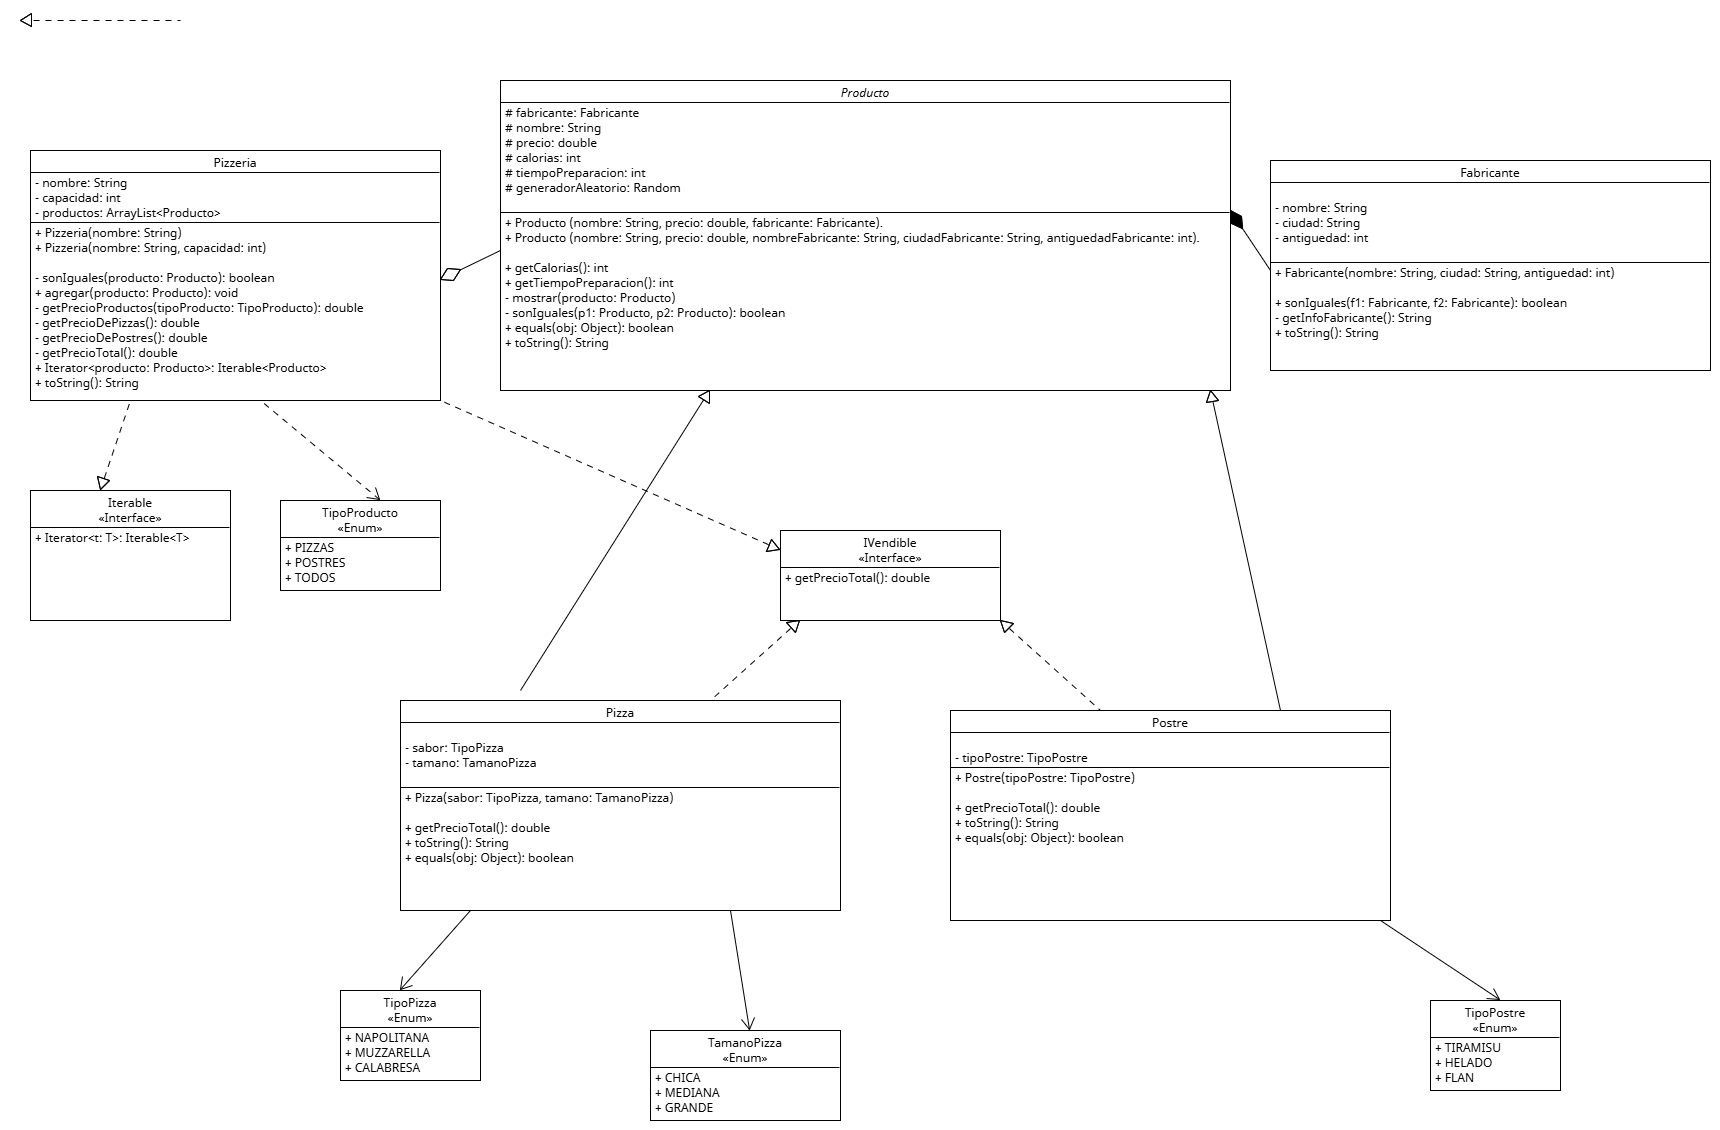 Producto
# fabricante: Fabricante
# nombre: String
# precio: double
# calorias: int
# tiempoPreparacion: int
# generadorAleatorio: Random
+ Producto (nombre: String, precio: double, fabricante: Fabricante).
+ Producto (nombre: String, precio: double, nombreFabricante: String, ciudadFabricante: String, antiguedadFabricante: int).
+ getCalorias(): int
+ getTiempoPreparacion(): int
- mostrar(producto: Producto)
- sonIguales(p1: Producto, p2: Producto): boolean
+ equals(obj: Object): boolean
+ toString(): String
Pizzeria
- nombre: String
- capacidad: int
- productos: ArrayList<Producto>
+ Pizzeria(nombre: String)
+ Pizzeria(nombre: String, capacidad: int)
- sonIguales(producto: Producto): boolean
+ agregar(producto: Producto): void
- getPrecioProductos(tipoProducto: TipoProducto): double
- getPrecioDePizzas(): double
- getPrecioDePostres(): double
- getPrecioTotal(): double
+ Iterator<producto: Producto>: Iterable<Producto>
+ toString(): String
Fabricante
- nombre: String
- ciudad: String
- antiguedad: int
+ Fabricante(nombre: String, ciudad: String, antiguedad: int)
+ sonIguales(f1: Fabricante, f2: Fabricante): boolean
- getInfoFabricante(): String
+ toString(): String
Iterable
«Interface»
+ Iterator<t: T>: Iterable<T>
TipoProducto
«Enum»
+ PIZZAS
+ POSTRES
+ TODOS
IVendible
«Interface»
+ getPrecioTotal(): double
Pizza
- sabor: TipoPizza
- tamano: TamanoPizza
+ Pizza(sabor: TipoPizza, tamano: TamanoPizza)
+ getPrecioTotal(): double
+ toString(): String
+ equals(obj: Object): boolean
Postre
- tipoPostre: TipoPostre
+ Postre(tipoPostre: TipoPostre)
+ getPrecioTotal(): double
+ toString(): String
+ equals(obj: Object): boolean
TipoPizza
«Enum»
+ NAPOLITANA
+ MUZZARELLA
+ CALABRESA
TamanoPizza
«Enum»
+ CHICA
+ MEDIANA
+ GRANDE
TipoPostre
«Enum»
+ TIRAMISU
+ HELADO
+ FLAN